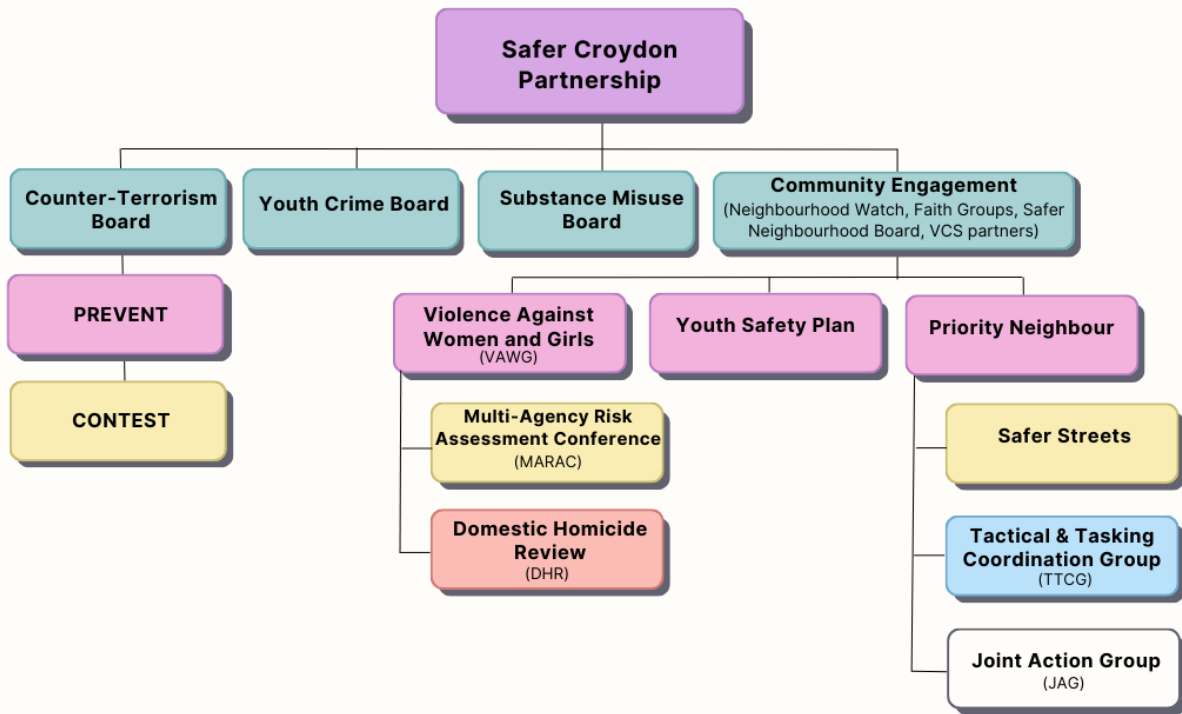 Safer Croydon
Partnership
Counter-Terrorism
Board
Youth Crime Board
Substance Misuse
Board
Community Engagement
(Neighbourhood Watch, Faith Groups, Safer
Neighbourhood Board, VCS partners)
PREVENT
Violence Against
Women and Girls
(VAWG)
Youth Safety Plan
Priority Neighbour
CONTEST
Multi-Agency Risk
Assessment Conference
(MARAC)
Safer Streets
Domestic Homicide
Review
(DHR)
Tactical & Tasking
Coordination Group
(TTCG)
Joint Action Group
(JAG)